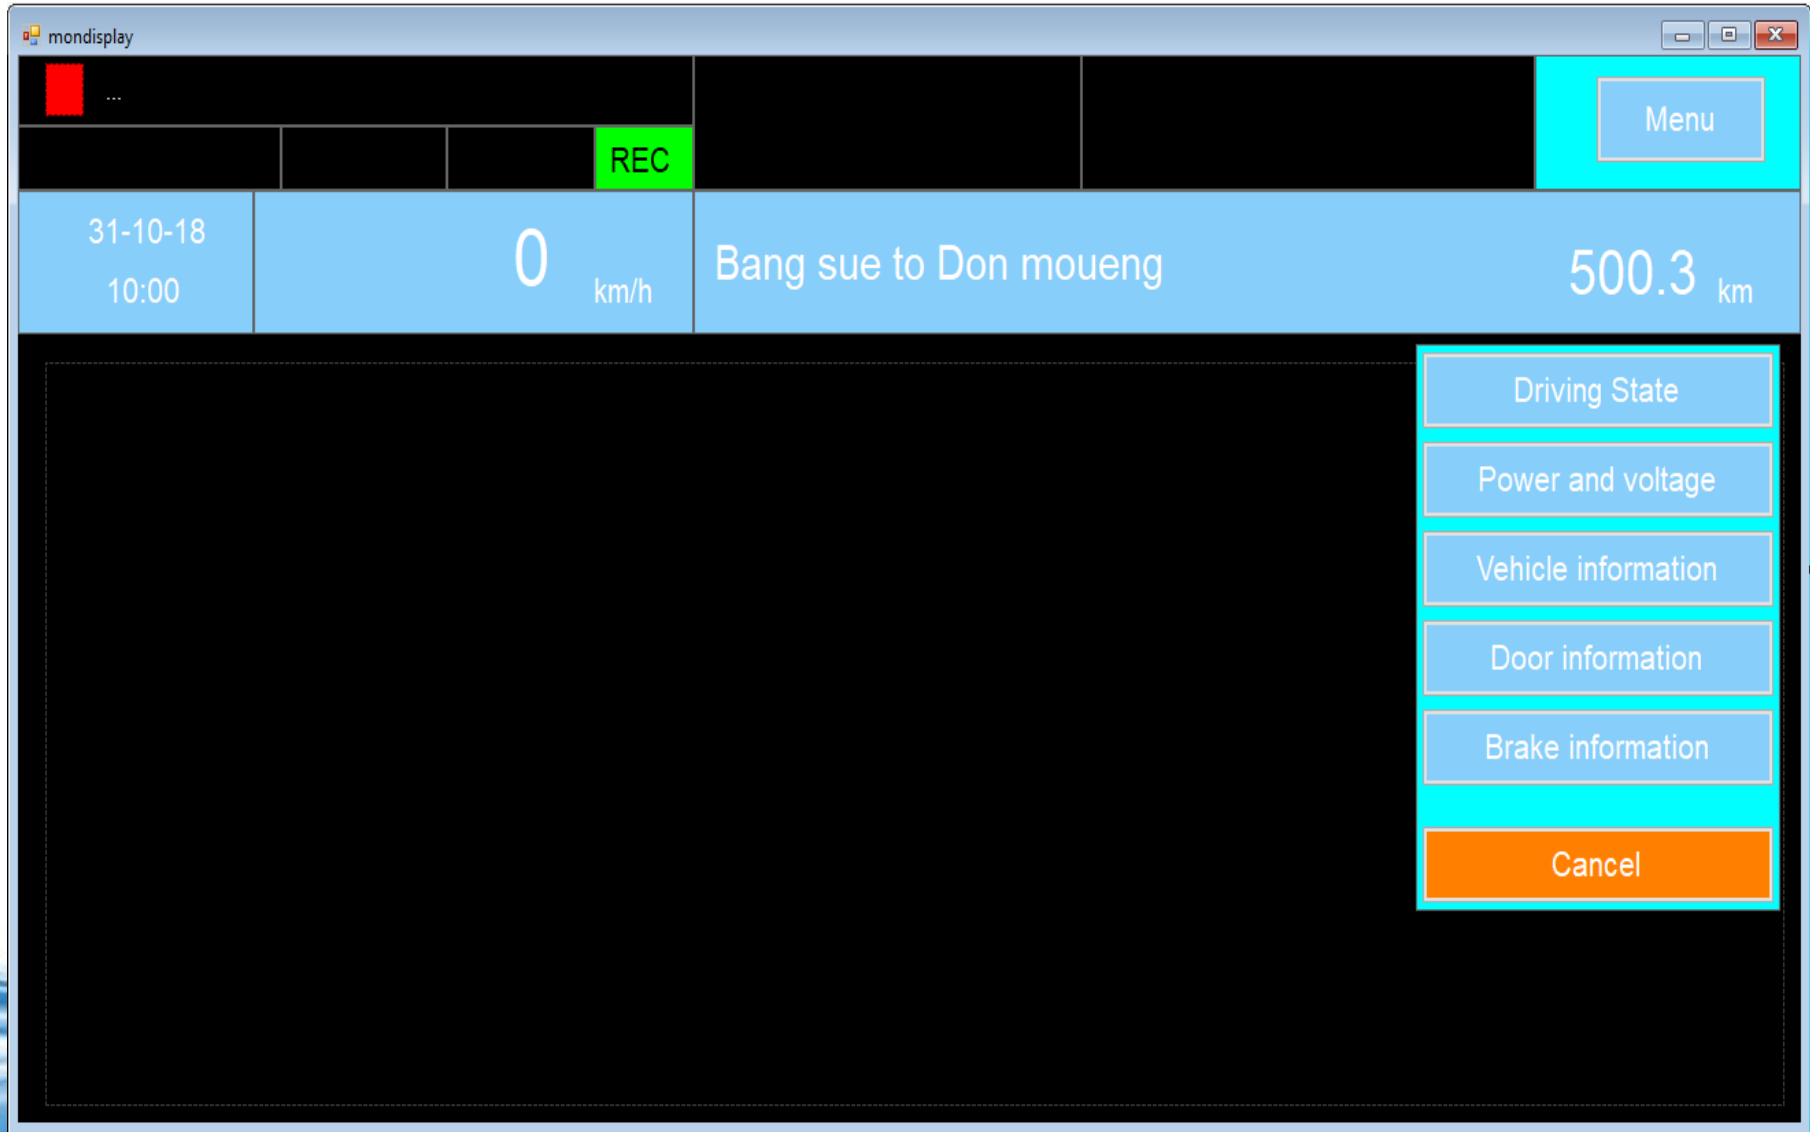 mondisplay
...
Menu
REC
31-10-18
10:00
0 km/h
Bang sue to Don moueng
500.3 km
Driving State
Power and voltage
Vehicle information
Door information
Brake information
Cancel